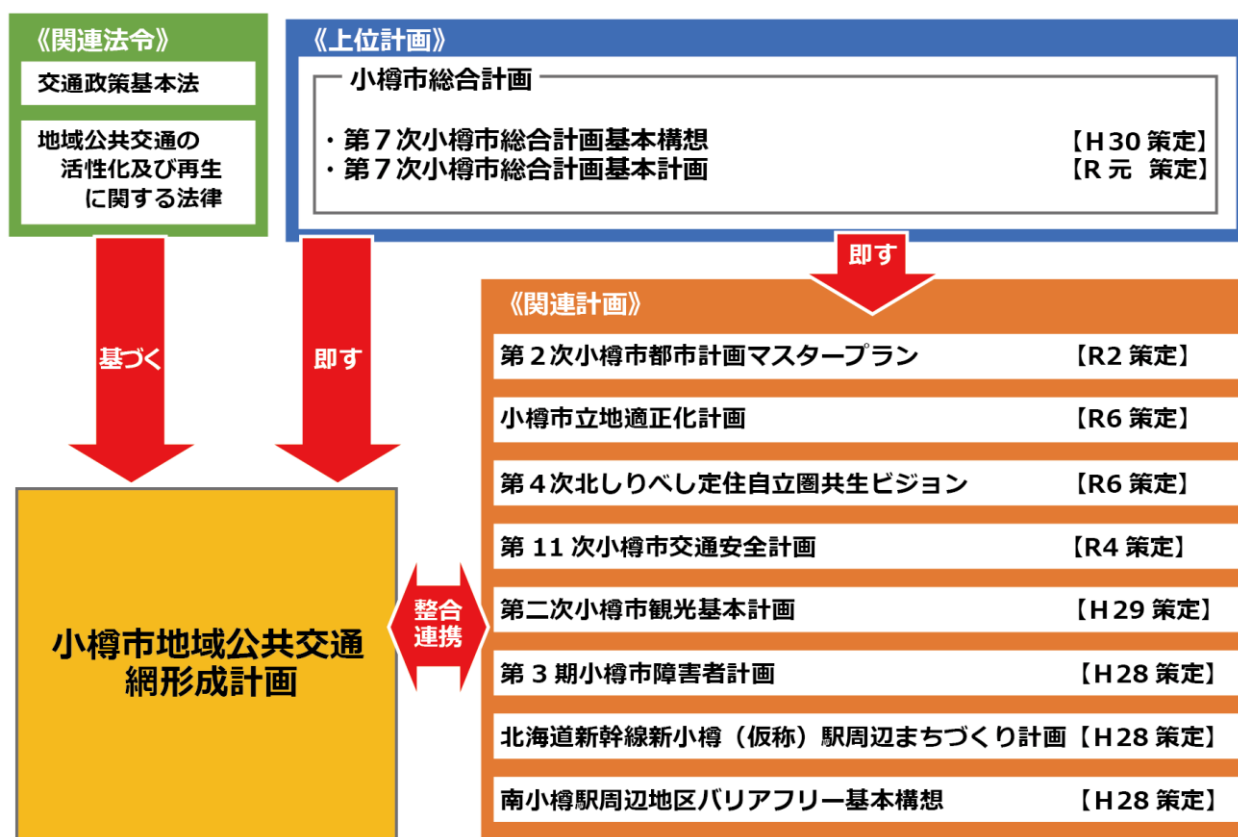 《関連法令》
交通政策基本法
地域公共交通の
活性化及び再生
に関する法律
《上位計画》
小樽市総合計画
・第７次小樽市総合計画基本構想 【H30 策定】
・第７次小樽市総合計画基本計画 【R 元 策定】
基づく
即す
即す
《関連計画》
第２次小樽市都市計画マスタープラン 【R2 策定】
小樽市立地適正化計画 【R6 策定】
第４次北しりべし定住自立圏共生ビジョン 【R6 策定】
第 11 次小樽市交通安全計画 【R4 策定】
第二次小樽市観光基本計画 【H29 策定】
第 3 期小樽市障害者計画 【H28 策定】
北海道新幹線新小樽（仮称）駅周辺まちづくり計画【H28 策定】
南小樽駅周辺地区バリアフリー基本構想 【H28 策定】
整合
連携
小樽市地域公共交通
網形成計画